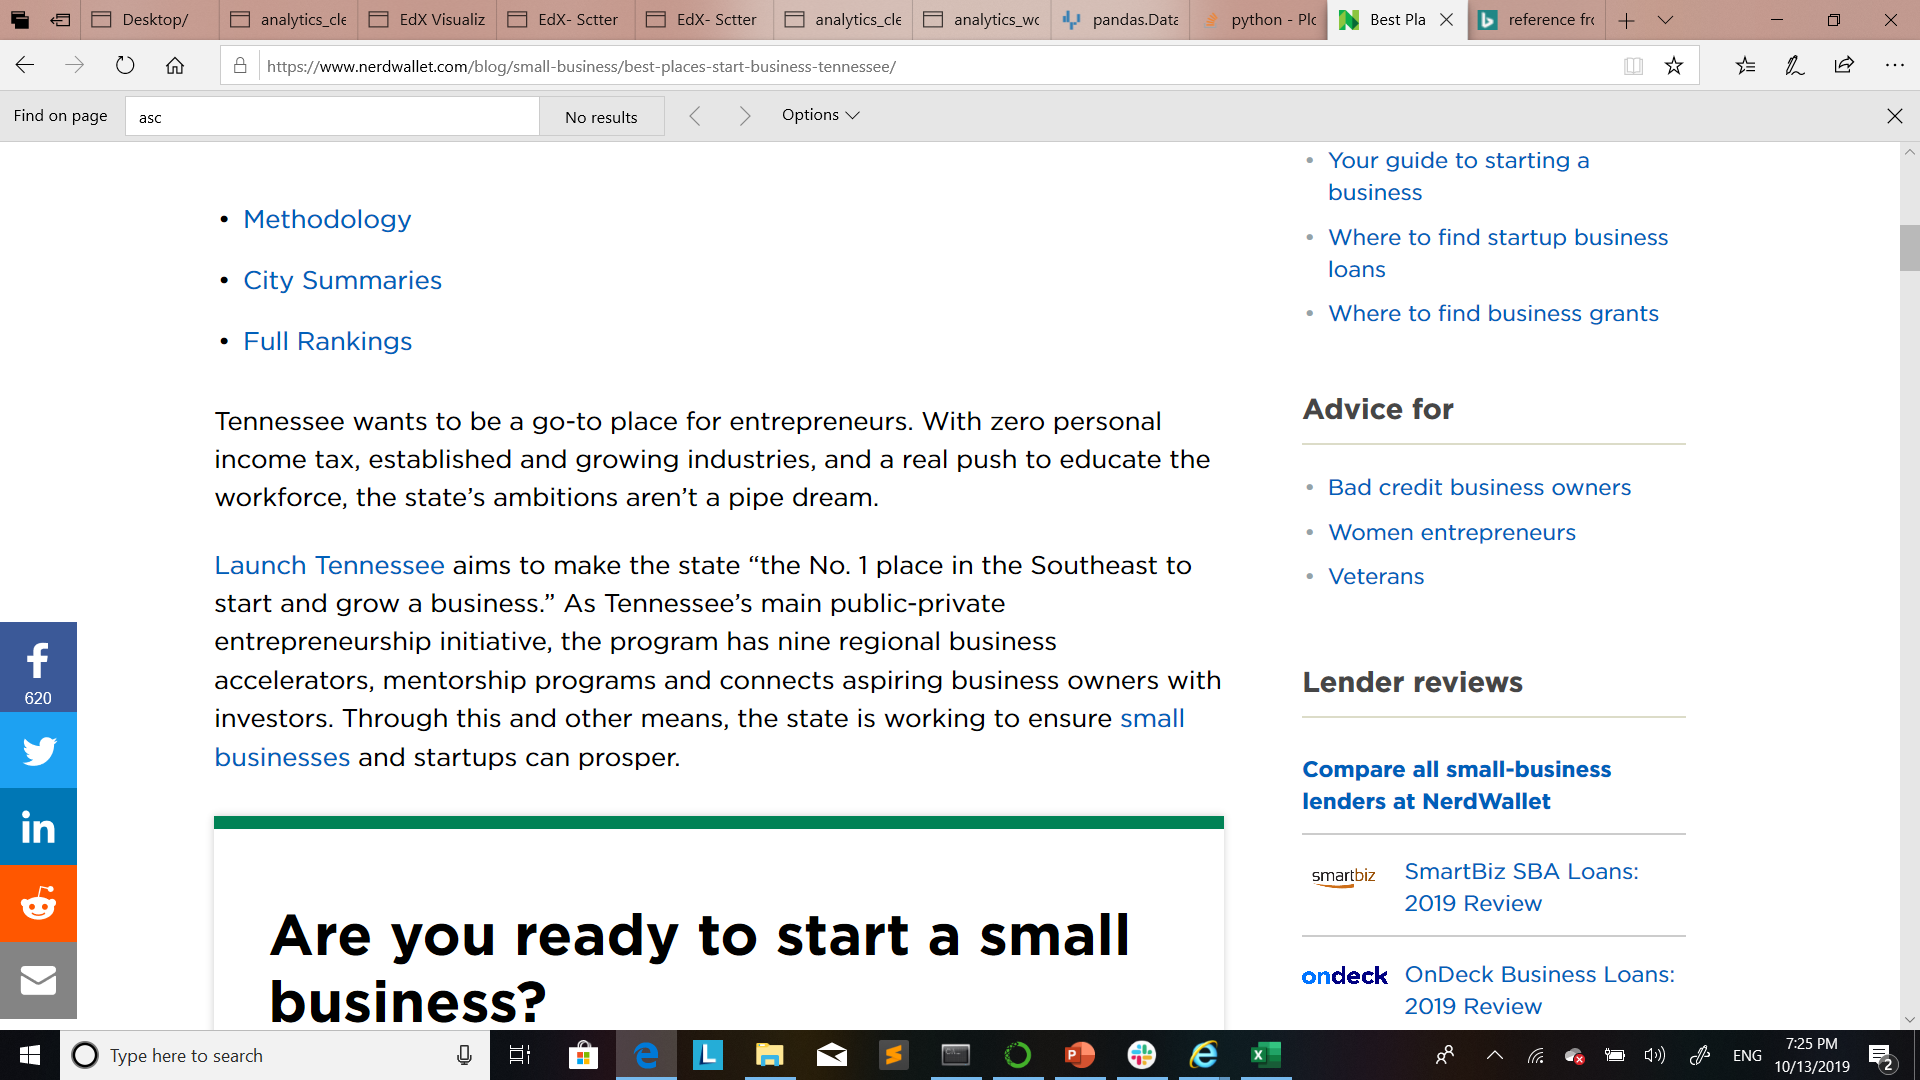 Desktop/
analytics_cle
EdX Visualiz
EdX- Sctter
EdX- Sctter
analytics_cle
analytics_wo
pandas.Data
python - Plo
Best Pla
reference fro
https://www.nerdwallet.com/blog/small-business/best-places-start-business-tennessee/
Find on page
asc
No results
Options
• Methodology
• City Summaries
• Full Rankings
Tennessee wants to be a go-to place for entrepreneurs. With zero personal
income tax, established and growing industries, and a real push to educate the
workforce, the state’s ambitions aren’t a pipe dream.
Launch Tennessee aims to make the state “the No. 1 place in the Southeast to
start and grow a business.” As Tennessee’s main public-private
entrepreneurship initiative, the program has nine regional business
accelerators, mentorship programs and connects aspiring business owners with
investors. Through this and other means, the state is working to ensure small
businesses and startups can prosper.
Are you ready to start a small
business?
• Your guide to starting a
business
• Where to find startup business
loans
• Where to find business grants
Advice for
• Bad credit business owners
• Women entrepreneurs
• Veterans
Lender reviews
Compare all small-business
lenders at NerdWallet
smartbiz
SmartBiz SBA Loans:
2019 Review
ondeck
OnDeck Business Loans:
2019 Review
620
Type here to search
ENG
7:25 PM
10/13/2019
2